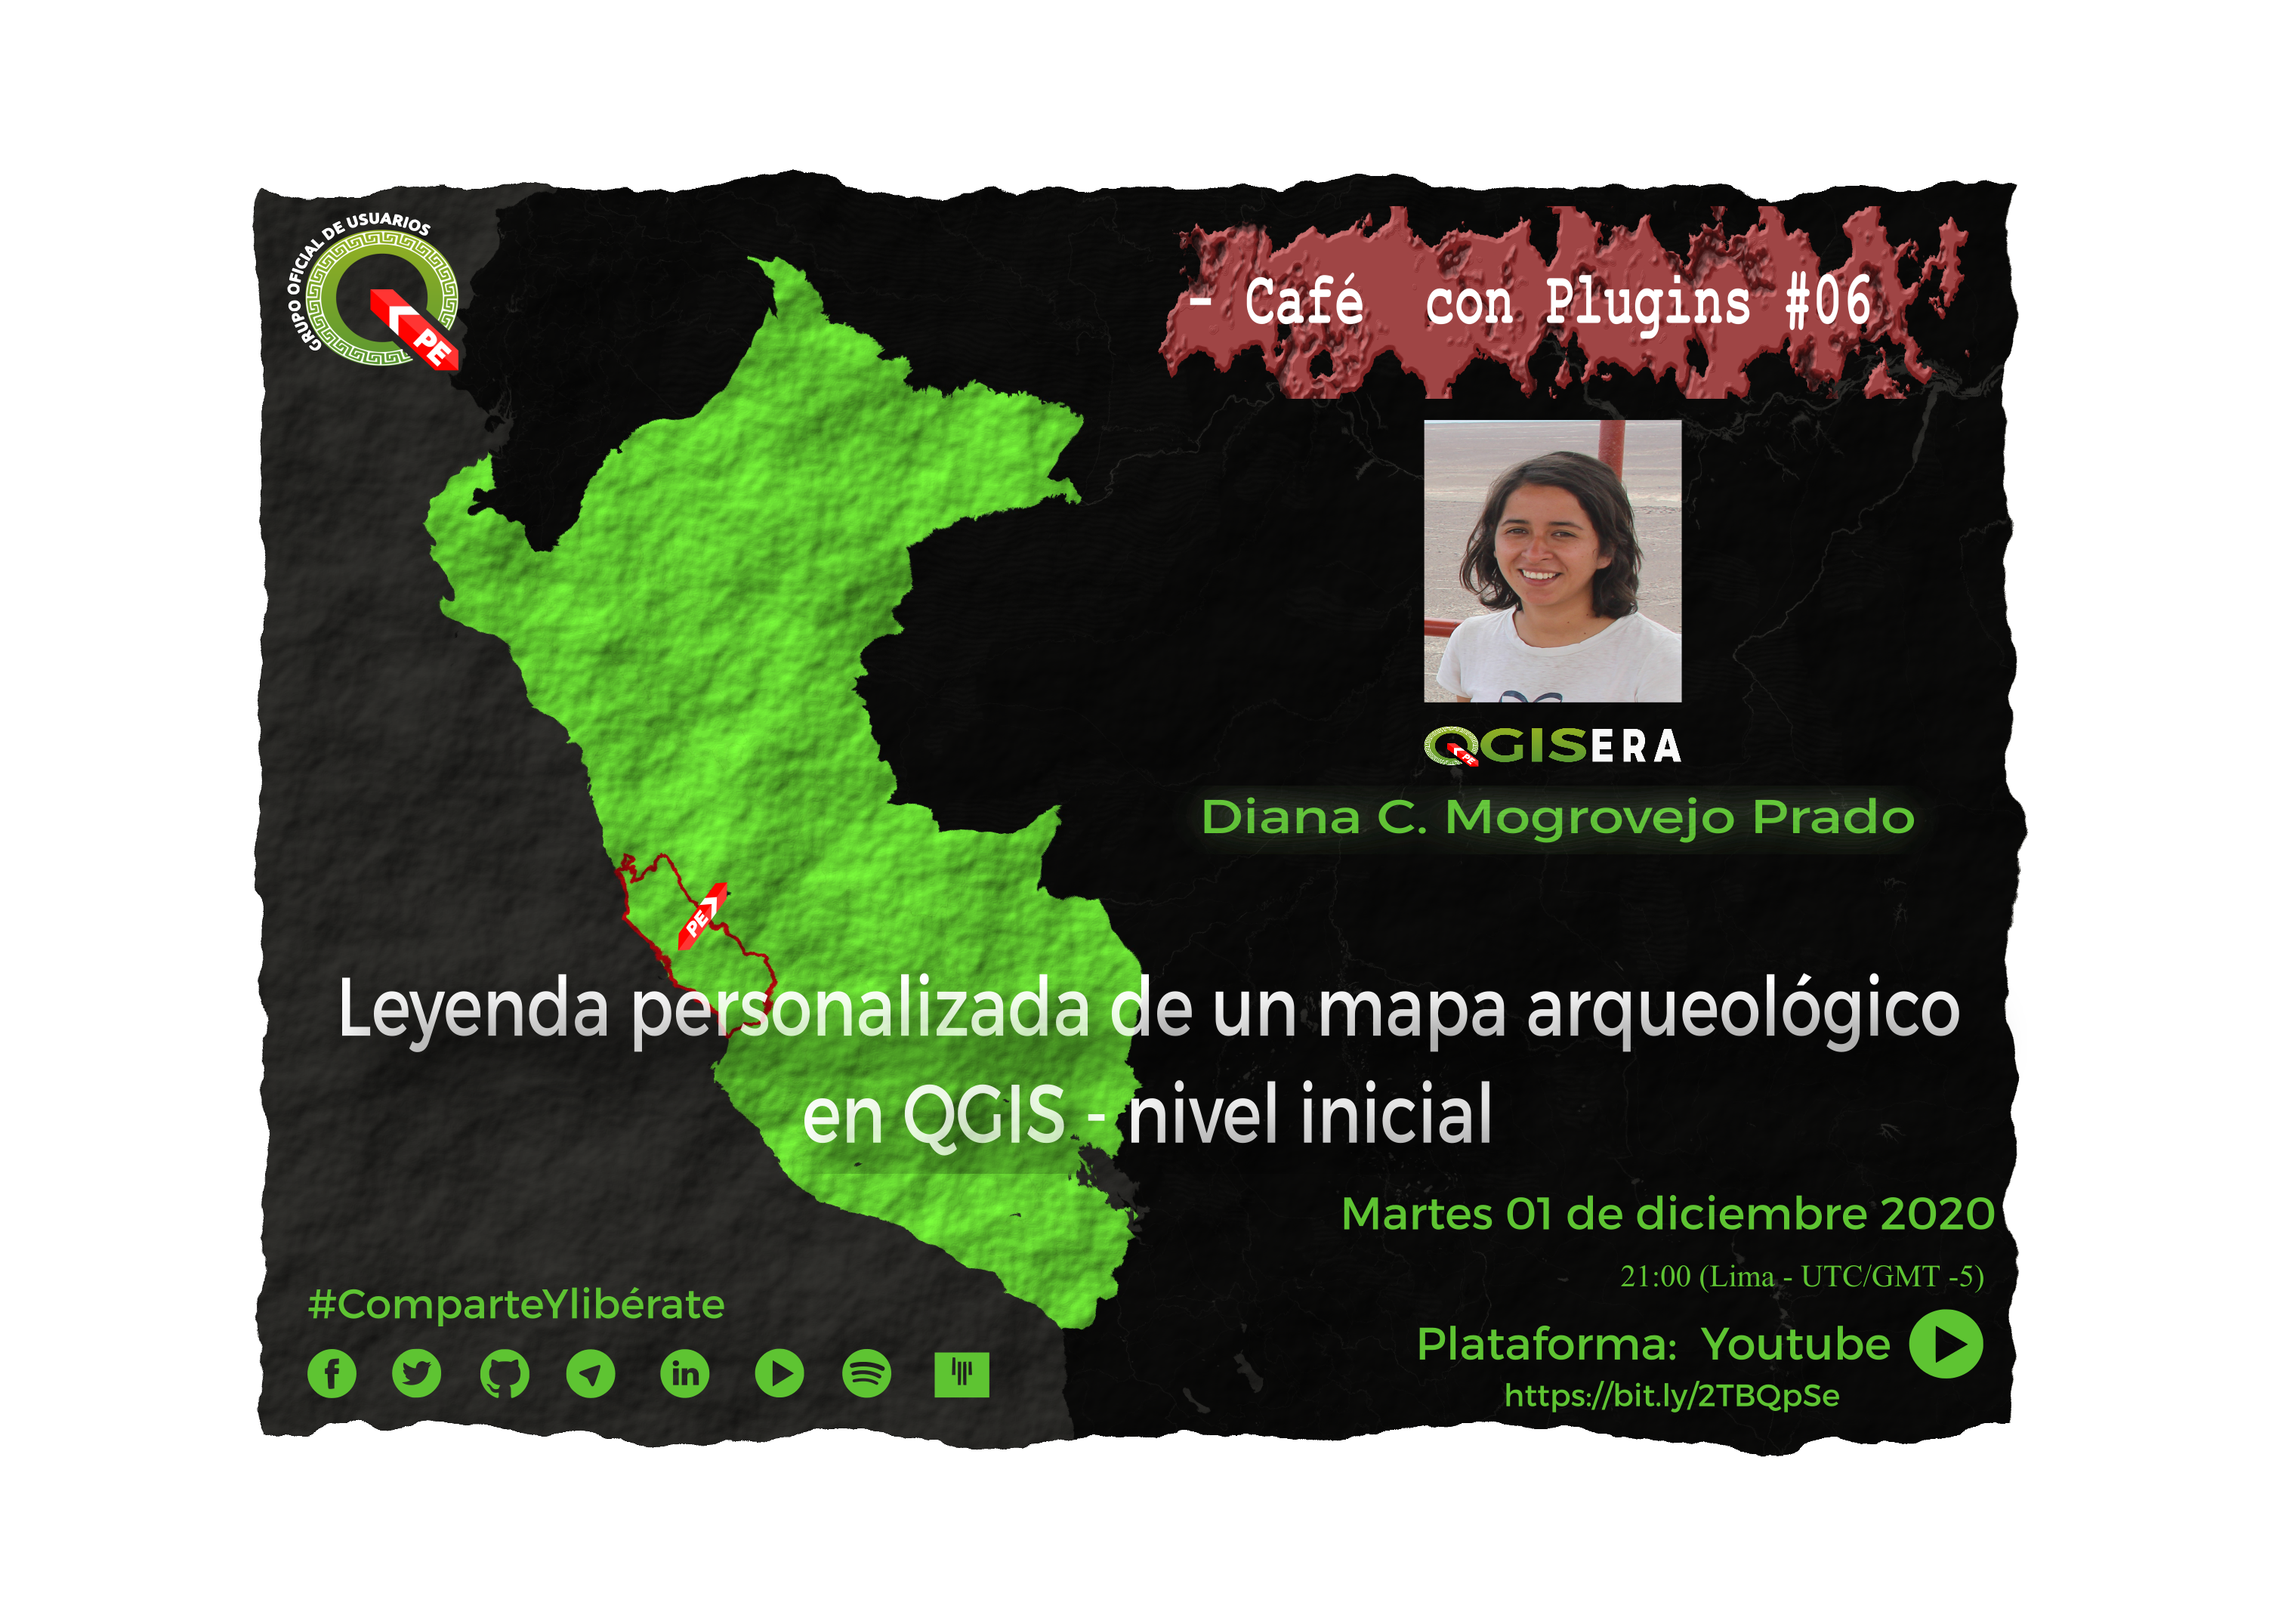 GRUPO OFICIAL DE USUARIOS
PE
- Café con Plugins #06
PE
QGISERA
Diana C. Mogrovejo Prado
PE
Leyenda personalizada de un mapa arqueológico
en QGIS - nivel inicial
Martes 01 de diciembre 2020
21:00 (Lima - UTC/GMT -5)
#ComparteYlibérate
Plataforma: Youtube
https://bit.ly/2TBQpSe